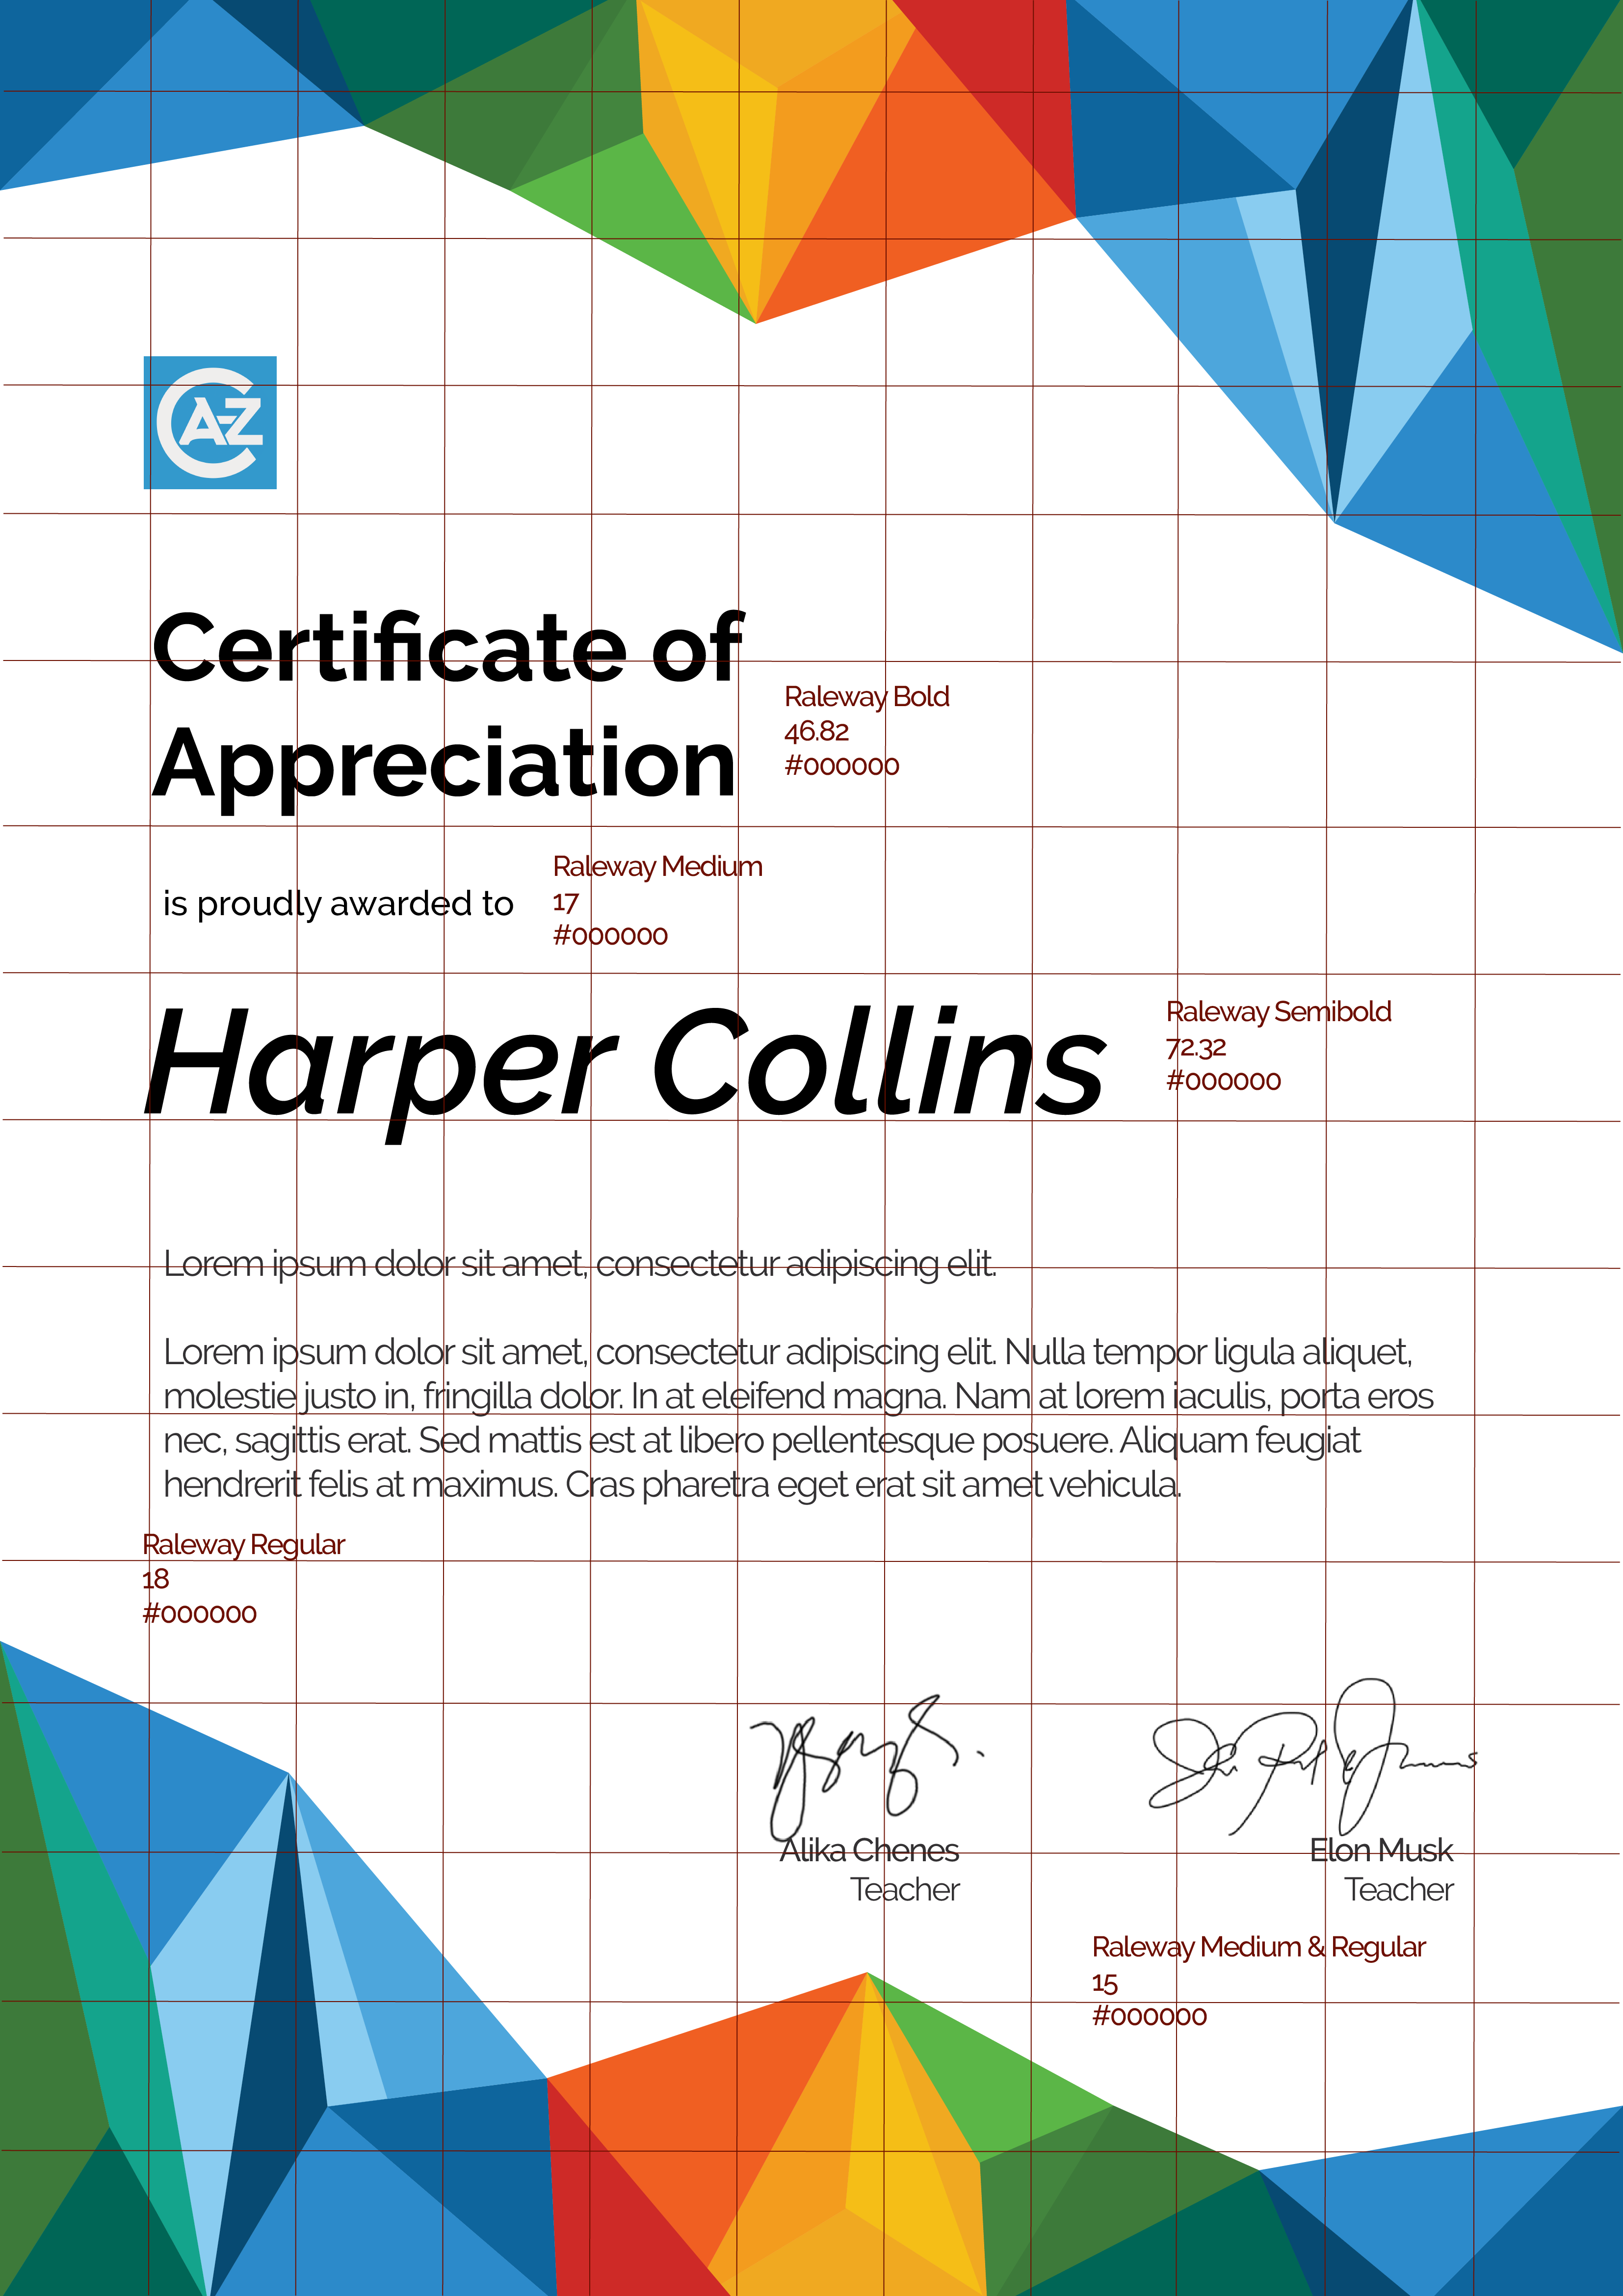 CAZ
Certificate of
Appreciation
Raleway Bold
46.82
#000000
is proudly awarded to
Raleway Medium
17
#000000
Harper Collins
Raleway Semibold
72.32
#000000
Lorem ipsum dolor sit amet, consectetur adipiscing elit.
Lorem ipsum dolor sit amet, consectetur adipiscing elit. Nulla tempor ligula aliquet,
molestie justo in, fringilla dolor. In at eleifend magna. Nam at lorem iaculis, porta eros
nec, sagittis erat. Sed mattis est at libero pellentesque posuere. Aliquam feugiat
hendrerit felis at maximus. Cras pharetra eget erat sit amet vehicula.
Raleway Regular
18
#000000
Alika Chenes
Teacher
Elon Musk
Teacher
Raleway Medium & Regular
15
#000000